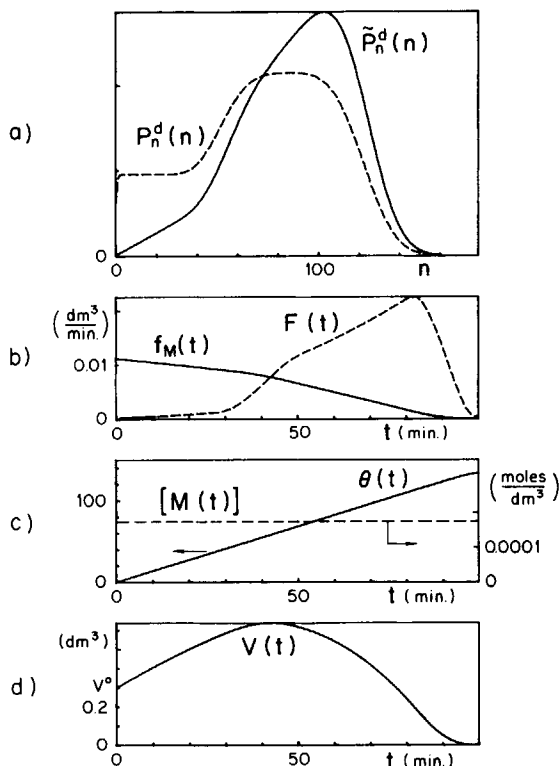 a)
P̃ₙᵈ(n)
Pₙᵈ(n)
0
0
100
n
b)
(dm³/min.)
0.01
0
f_M(t)
F(t)
0
50
t (min.)
c)
100
0
[M(t)]
θ(t)
(moles/dm³)
0.0001
0
0
50
t (min.)
d)
(dm³)
V°
0.2
0
V(t)
0
50
t (min.)